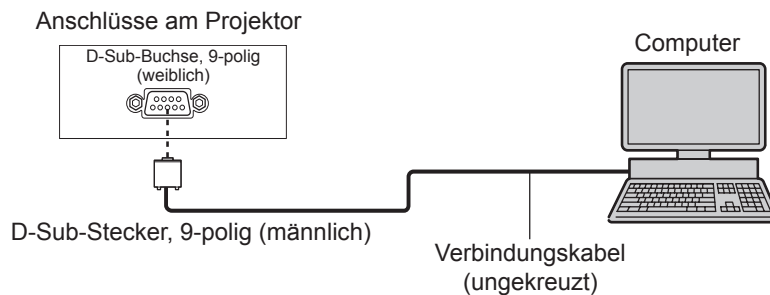 Anschlüsse am Projektor
D-Sub-Buchse, 9-polig
(weiblich)
Computer
D-Sub-Stecker, 9-polig (männlich)
Verbindungskabel
(ungekreuzt)